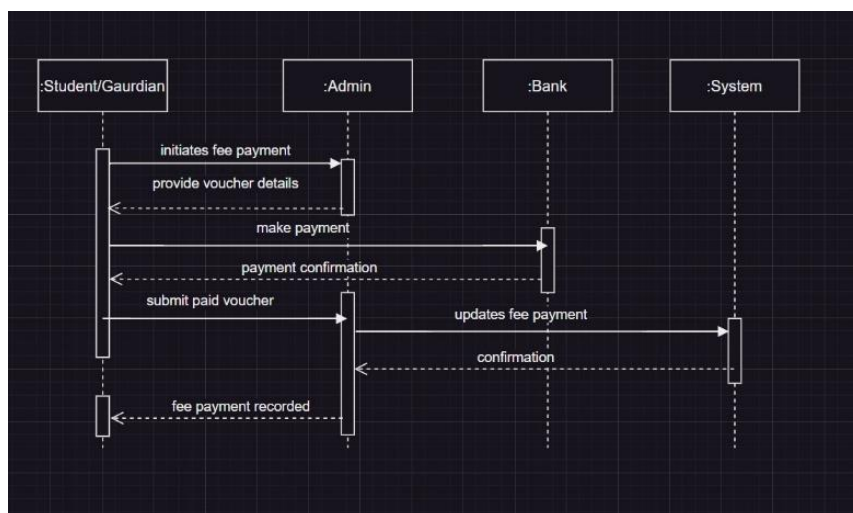 :Student/Gaurdian
:Admin
:Bank
:System
initiates fee payment
provide voucher details
make payment
payment confirmation
submit paid voucher
updates fee payment
confirmation
fee payment recorded